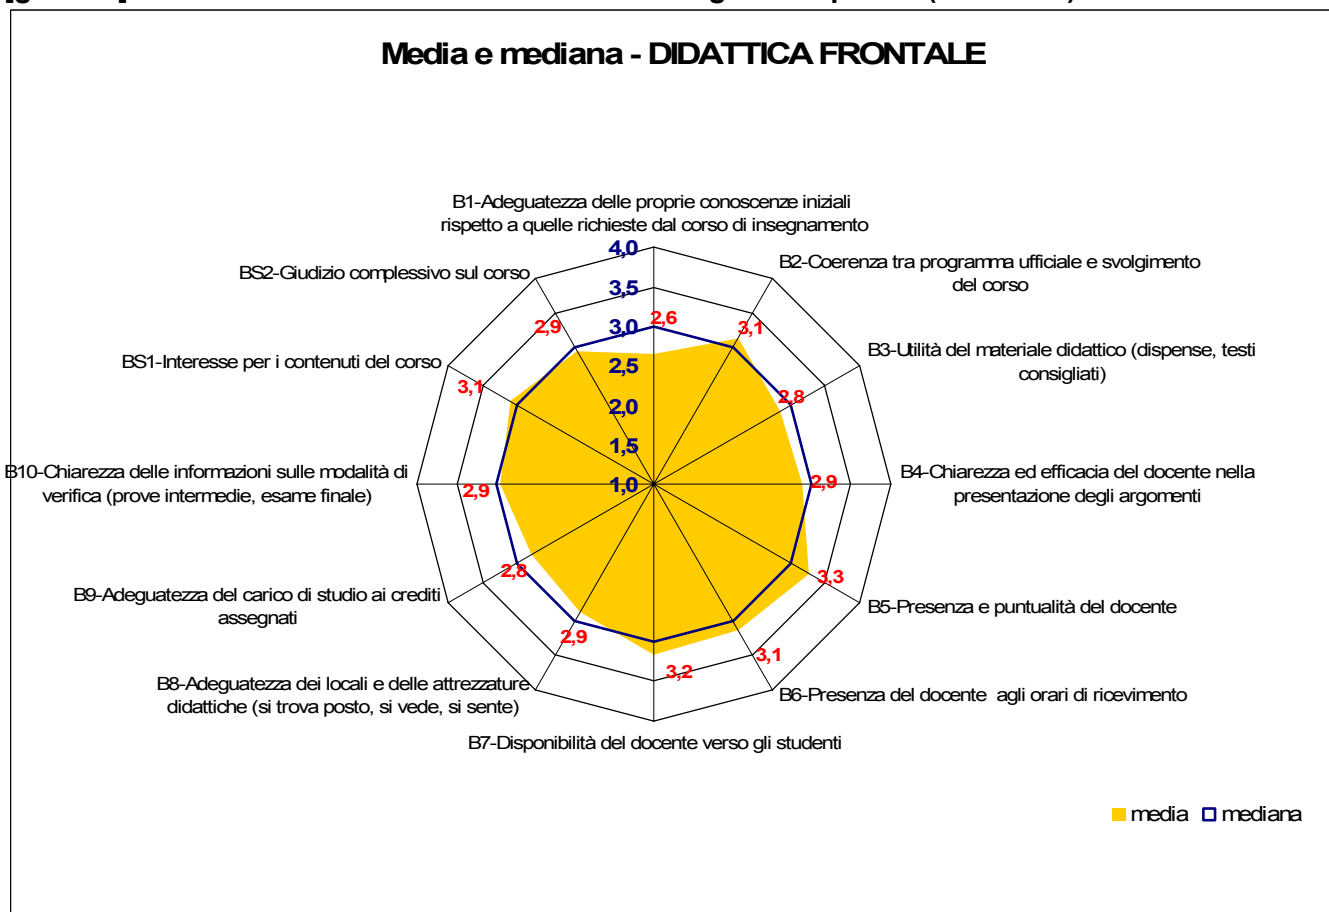 Media e mediana - DIDATTICA FRONTALE
B1-Adeguatezza delle proprie conoscenze iniziali
rispetto a quelle richieste dal corso di insegnamento
4,0
BS2-Giudizio complessivo sul corso
B2-Coerenza tra programma ufficiale e svolgimento
del corso
3,5
2,9
3,0
2,6
3,1
B3-Utilità del materiale didattico (dispense, testi
consigliati)
BS1-Interesse per i contenuti del corso
2,5
3,1
2,8
2,0
1,5
B10-Chiarezza delle informazioni sulle modalità di
verifica (prove intermedie, esame finale)
2,9
1,0
2,9
B4-Chiarezza ed efficacia del docente nella
presentazione degli argomenti
2,8
3,3
B9-Adeguatezza del carico di studio ai crediti
assegnati
B5-Presenza e puntualità del docente
2,9
3,1
3,2
B8-Adeguatezza dei locali e delle attrezzature
didattiche (si trova posto, si vede, si sente)
B6-Presenza del docente agli orari di ricevimento
B7-Disponibilità del docente verso gli studenti
media
mediana